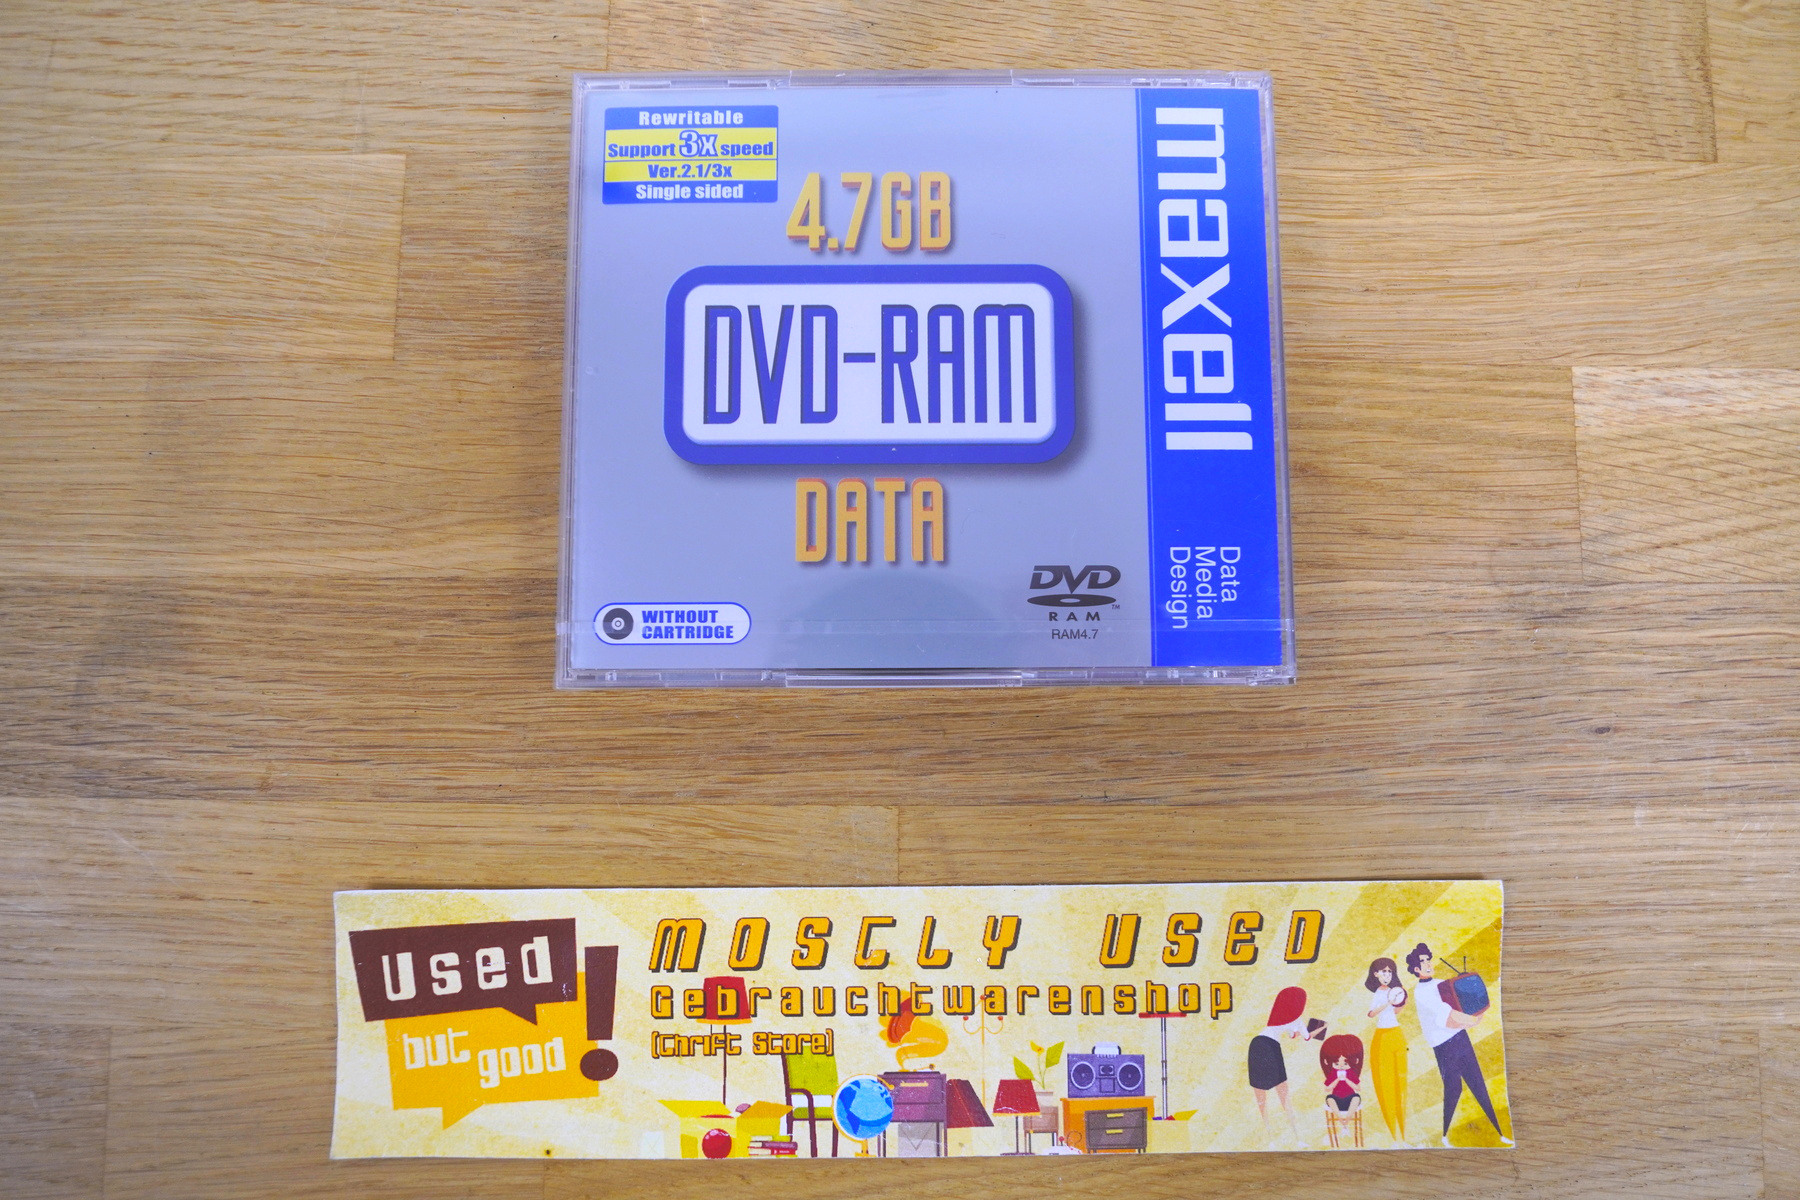 Rewritable
Support 3x speed
Ver.2.1/3x
Single sided
4.7GB
DVD-RAM
DATA
WITHOUT
CARTRIDGE
DVD
™
RAM
RAM4.7
maxell
Data
Media
Design
Used
but
good
!
MOSTLY USED
Gebrauchtwarenshop
(Thrift Store)